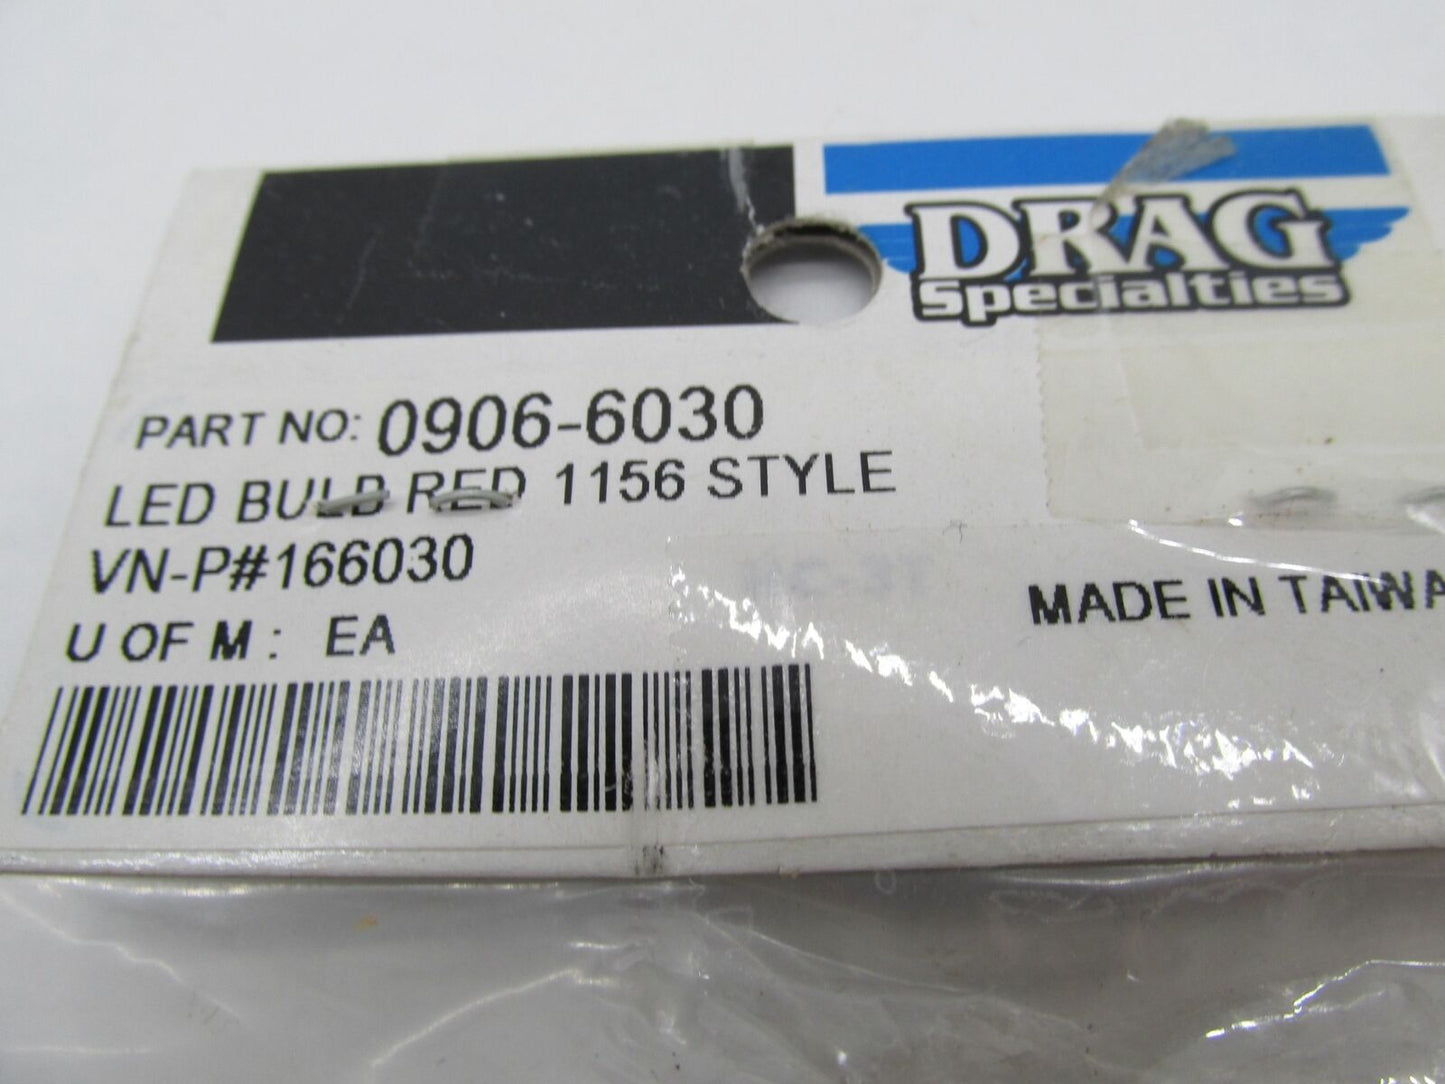 DRAG
Specialties
PART NO: 0906-6030
LED BULB RED 1156 STYLE
VN-P#166030
U OF M : EA
MADE IN TAIWA